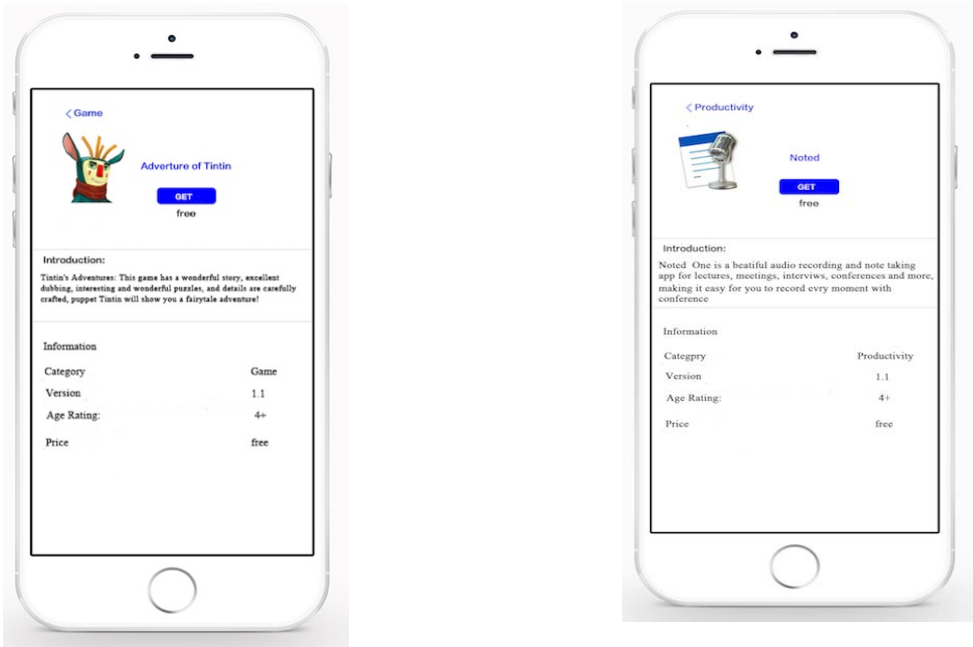 < Game
Adverture of Tintin
GET
free
Introduction:
Tintin's Adventures: This game has a wonderful story, excellent
dubbing, interesting and wonderful puzzles, and details are carefully
crafted, puppet Tintin will show you a fairytale adventure!
Information
Category Game
Version 1.1
Age Rating: 4+
Price free
< Productivity
Noted
GET
free
Introduction:
Noted One is a beatiful audio recording and note taking
app for lectures, meetings, interviws, conferences and more,
making it easy for you to record evry moment with
conference
Information
Categpry Productivity
Version 1.1
Age Rating: 4+
Price free